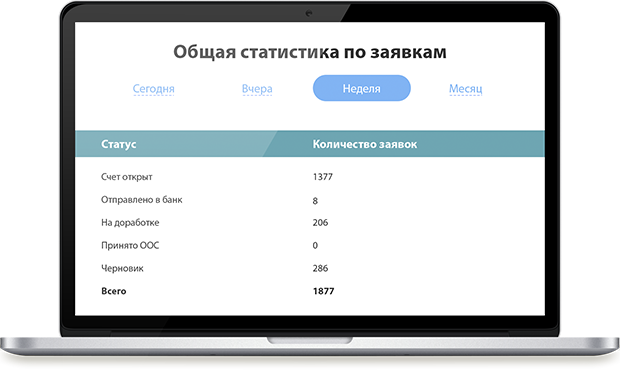 Общая статистика по заявкам
Сегодня Вчера Неделя Месяц
Статус Количество заявок
Счет открыт 1377
Отправлено в банк 8
На доработке 206
Принято ООС 0
Черновик 286
Всего 1877